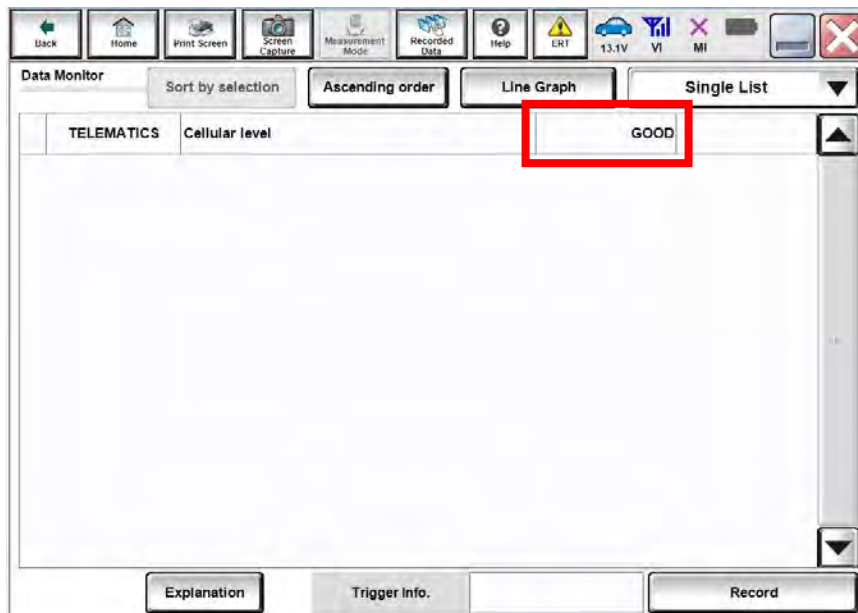 Back Home Print Screen Screen Capture Measurement Mode Recorded Data Help ERT 13.1V VI MI
Data Monitor Sort by selection Ascending order Line Graph Single List
TELEMATICS Cellular level GOOD
Explanation Trigger Info. Record